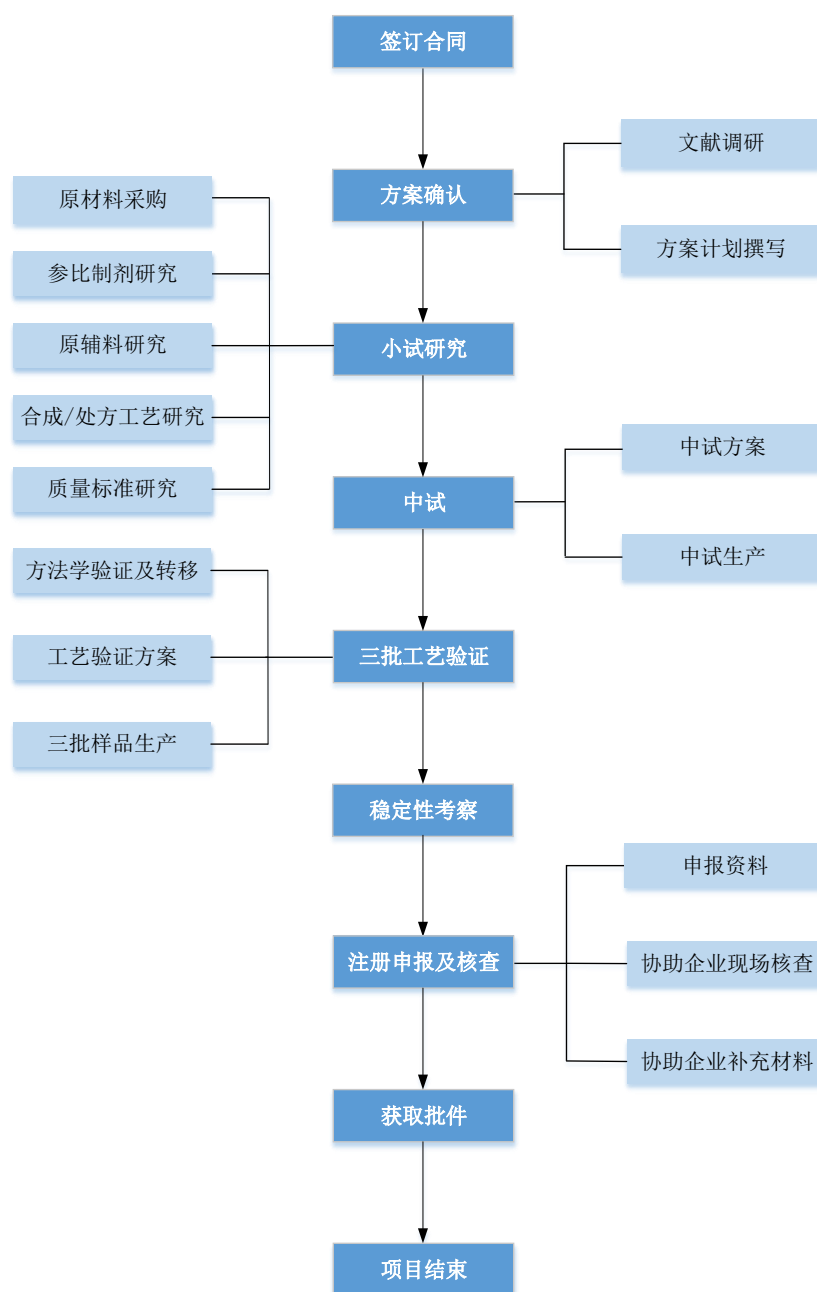 签订合同
文献调研
方案确认
方案计划撰写
原材料采购
参比制剂研究
原辅料研究
小试研究
合成/处方工艺研究
质量标准研究
中试方案
中试
中试生产
方法学验证及转移
工艺验证方案
三批工艺验证
三批样品生产
稳定性考察
申报资料
注册申报及核查
协助企业现场核查
协助企业补充材料
获取批件
项目结束